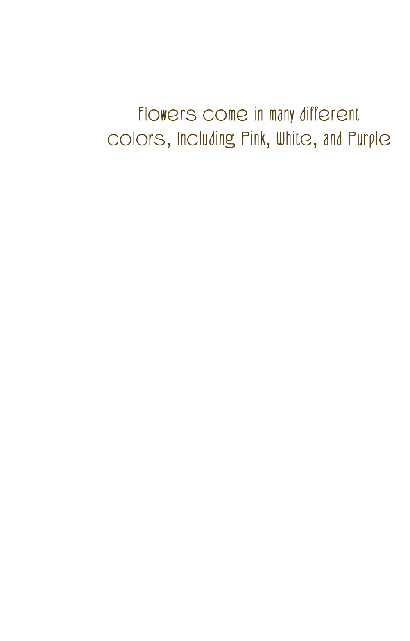 Flowers come in many different
colors, Including Pink, White, and Purple